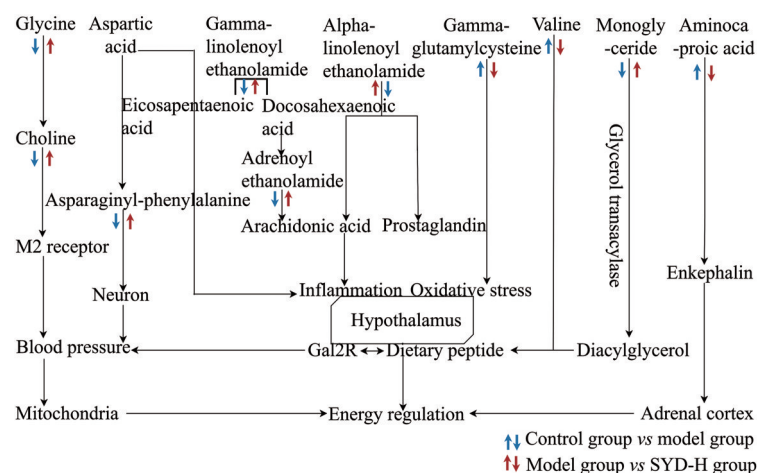 Glycine
Aspartic
acid
Gamma-
linolenoyl
ethanolamide
Alpha-
linolenoyl
ethanolamide
Gamma-
glutamylcysteine
Valine
Monogly
-ceride
Aminoca
-proic acid
Eicosapentaenoic
acid
Docosahexaenoic
acid
Choline
Adrenoyl
ethanolamide
Glycerol transacylase
Asparaginyl-phenylalanine
Arachidonic acid
Prostaglandin
M2 receptor
Enkephalin
Neuron
Inflammation
Oxidative stress
Hypothalamus
Blood pressure
Gal2R
Dietary peptide
Diacylglycerol
Mitochondria
Energy regulation
Adrenal cortex
Control group vs model group
Model group vs SYD-H group